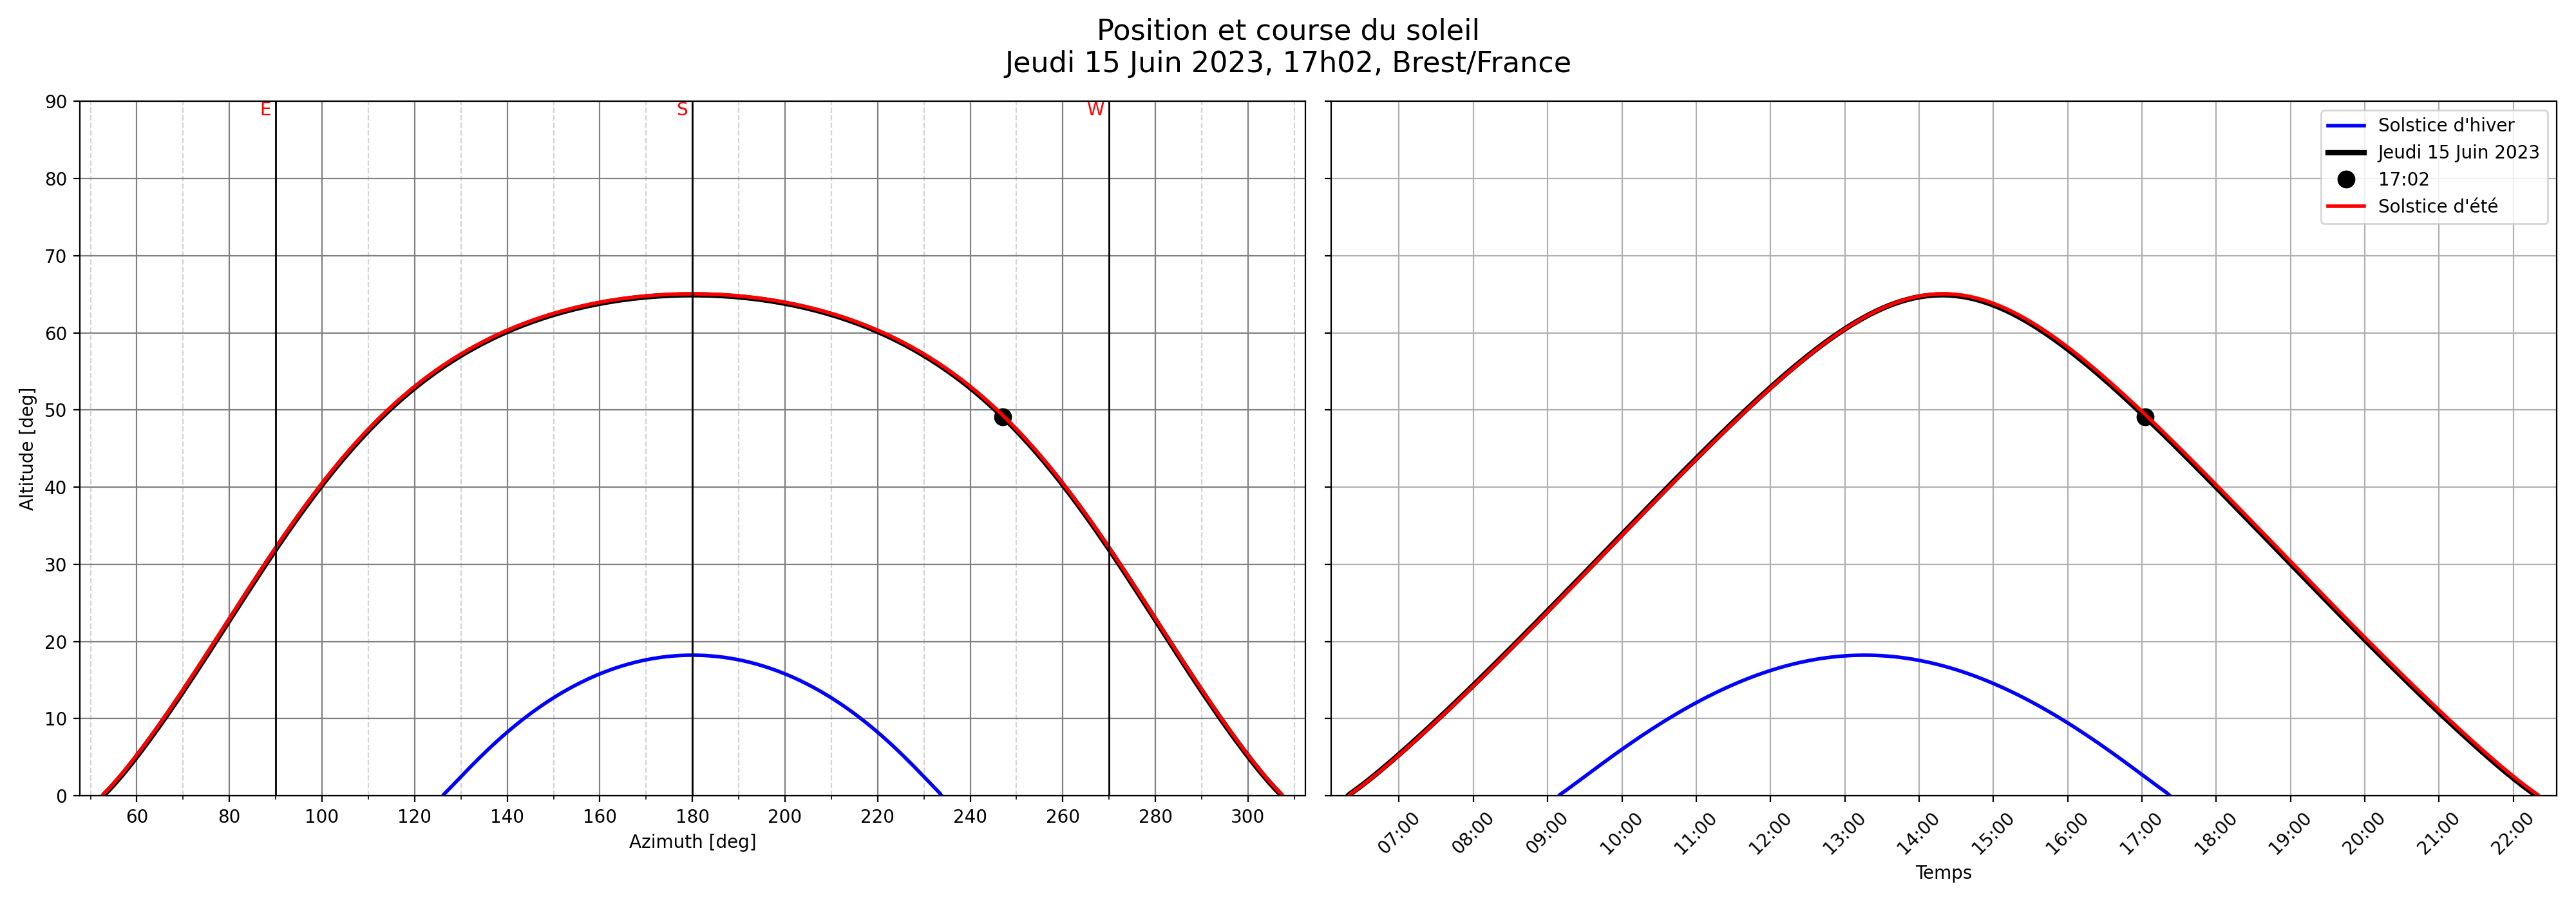 Position et course du soleil
Jeudi 15 Juin 2023, 17h02, Brest/France
E
S
W
90
80
70
60
50
40
30
20
10
0
Altitude [deg]
60 80 100 120 140 160 180 200 220 240 260 280 300
Azimuth [deg]
Solstice d'hiver
Jeudi 15 Juin 2023
17:02
Solstice d'été
07:00 08:00 09:00 10:00 11:00 12:00 13:00 14:00 15:00 16:00 17:00 18:00 19:00 20:00 21:00 22:00
Temps